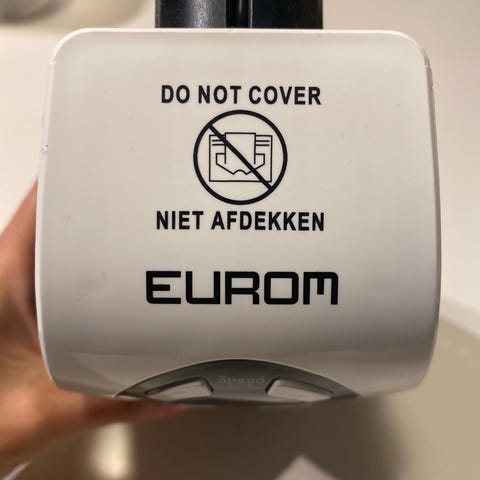 DO NOT COVER
NIET AFDEKKEN
EUROM
Speed